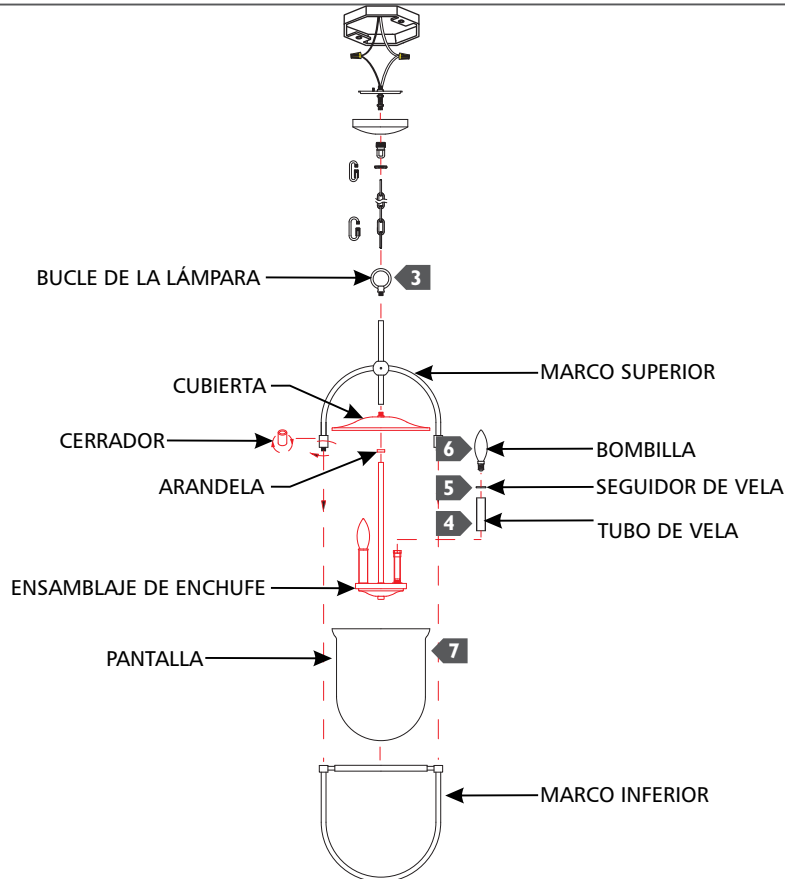 BUCLE DE LA LÁMPARA
3
MARCO SUPERIOR
CUBIERTA
CERRADOR
6
BOMBILLA
ARANDELA
5
SEGUIDOR DE VELA
4
TUBO DE VELA
ENSAMBLAJE DE ENCHUFE
PANTALLA
7
MARCO INFERIOR